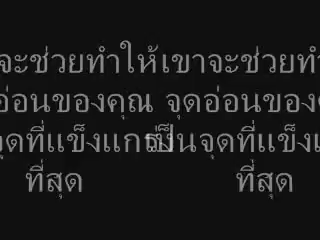 จะช่วยทำให้เขาจะช่วยทำ
อ่อนของคุณ จุดอ่อนของ
จุดที่แข็งแกร่งเป็นจุดที่แข็งแ
ที่สุด ที่สุด